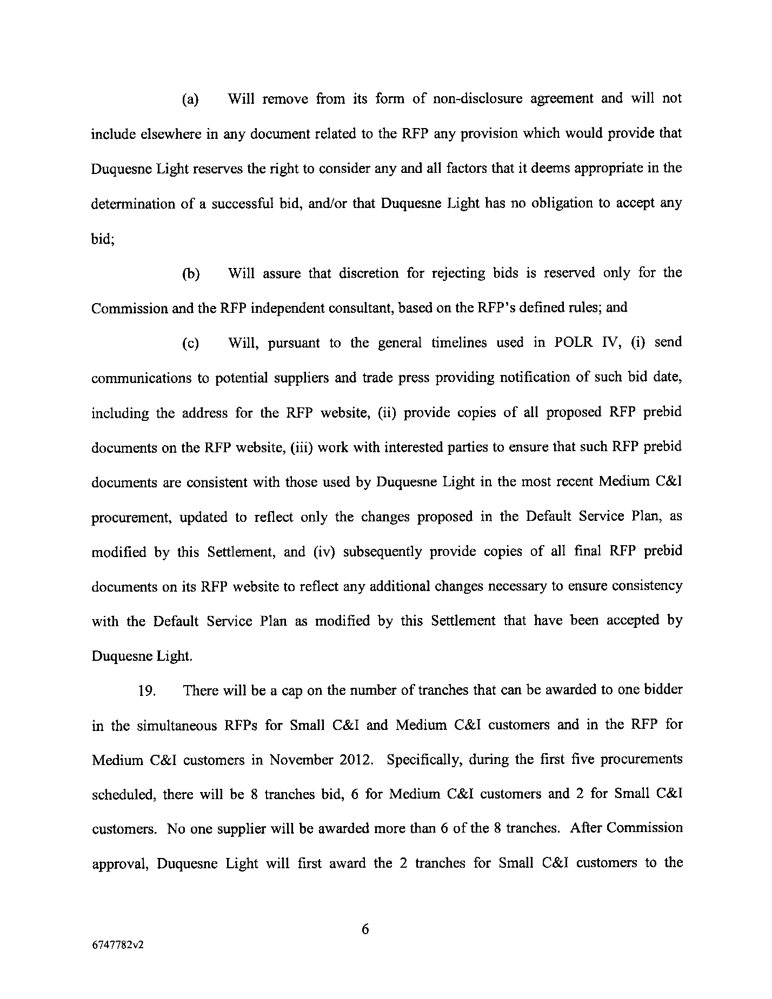 (a) Will remove from its form of non-disclosure agreement and will not
include elsewhere in any document related to the RFP any provision which would provide that
Duquesne Light reserves the right to consider any and all factors that it deems appropriate in the
determination of a successful bid, and/or that Duquesne Light has no obligation to accept any
bid;
(b) Will assure that discretion for rejecting bids is reserved only for the
Commission and the RFP independent consultant, based on the RFP's defined rules; and
(c) Will, pursuant to the general timelines used in POLR IV, (i) send
communications to potential suppliers and trade press providing notification of such bid date,
including the address for the RFP website, (ii) provide copies of all proposed RFP prebid
documents on the RFP website, (iii) work with interested parties to ensure that such RFP prebid
documents are consistent with those used by Duquesne Light in the most recent Medium C&I
procurement, updated to reflect only the changes proposed in the Default Service Plan, as
modified by this Settlement, and (iv) subsequently provide copies of all final RFP prebid
documents on its RFP website to reflect any additional changes necessary to ensure consistency
with the Default Service Plan as modified by this Settlement that have been accepted by
Duquesne Light.
19. There will be a cap on the number of tranches that can be awarded to one bidder
in the simultaneous RFPs for Small C&I and Medium C&I customers and in the RFP for
Medium C&I customers in November 2012. Specifically, during the first five procurements
scheduled, there will be 8 tranches bid, 6 for Medium C&I customers and 2 for Small C&I
customers. No one supplier will be awarded more than 6 of the 8 tranches. After Commission
approval, Duquesne Light will first award the 2 tranches for Small C&I customers to the
6
6747782v2